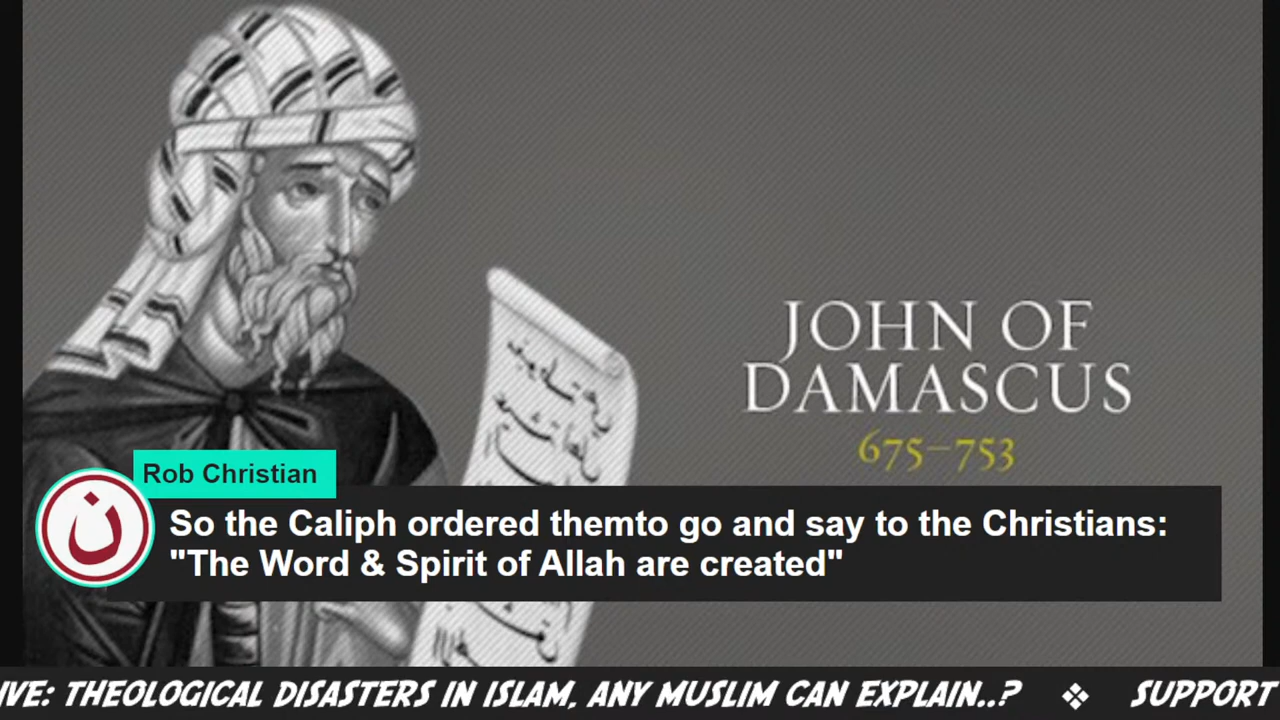 JOHN OF
DAMASCUS
675–753
Rob Christian
ن
So the Caliph ordered themto go and say to the Christians:
"The Word & Spirit of Allah are created"
IVE: THEOLOGICAL DISASTERS IN ISLAM, ANY MUSLIM CAN EXPLAIN..? ❖ SUPPORT